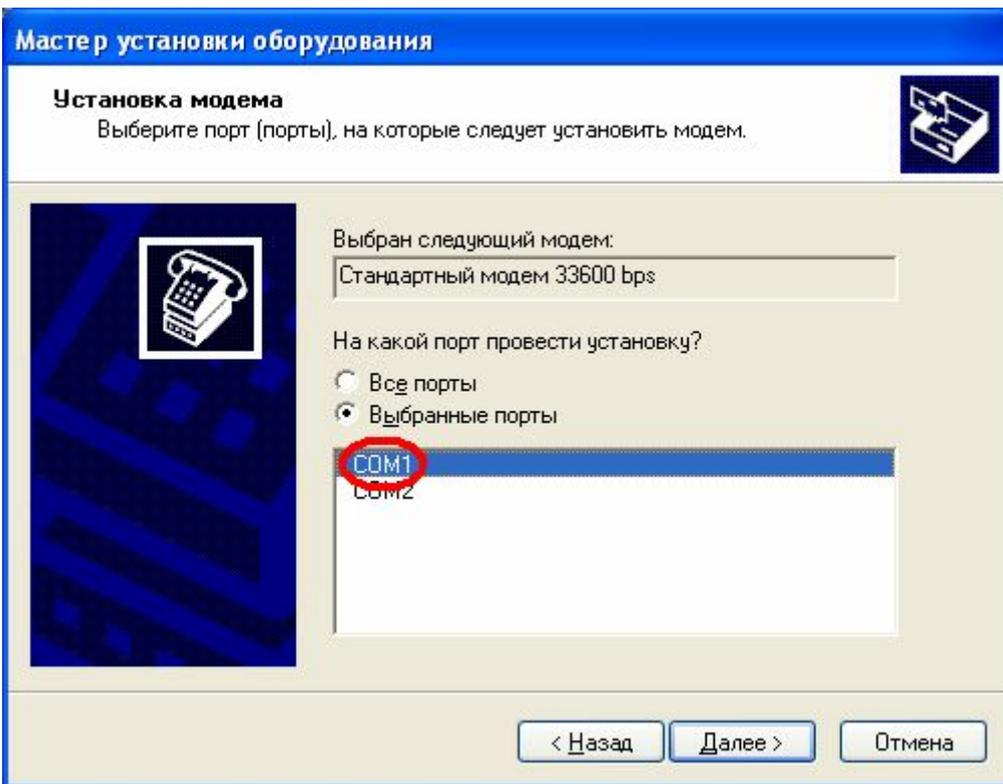 Мастер установки оборудования
Установка модема
Выберите порт (порты), на которые следует установить модем.
Выбран следующий модем:
Стандартный модем 33600 bps
На какой порт провести установку?
Все порты
Выбранные порты
COM1
COM2
< Назад
Далее >
Отмена